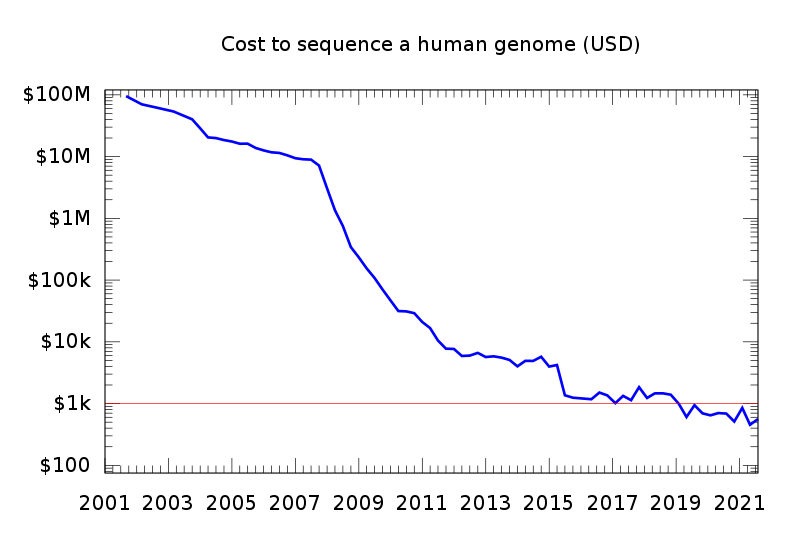 Cost to sequence a human genome (USD)
$100M
$10M
$1M
$100k
$10k
$1k
$100
2001 2003 2005 2007 2009 2011 2013 2015 2017 2019 2021